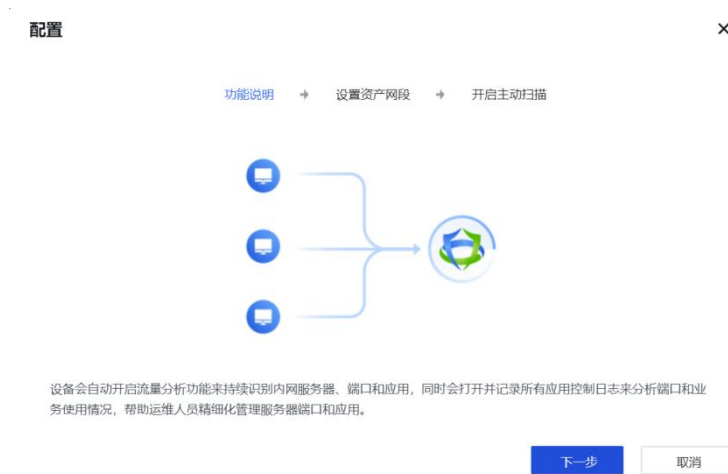 配置
功能说明 → 设置资产网段 → 开启主动扫描
设备会自动开启流量分析功能来持续识别内网服务器、端口和应用，同时会打开并记录所有应用控制日志来分析端口和业
务使用情况，帮助运维人员精细化管理服务器端口和应用。
下一步 取消